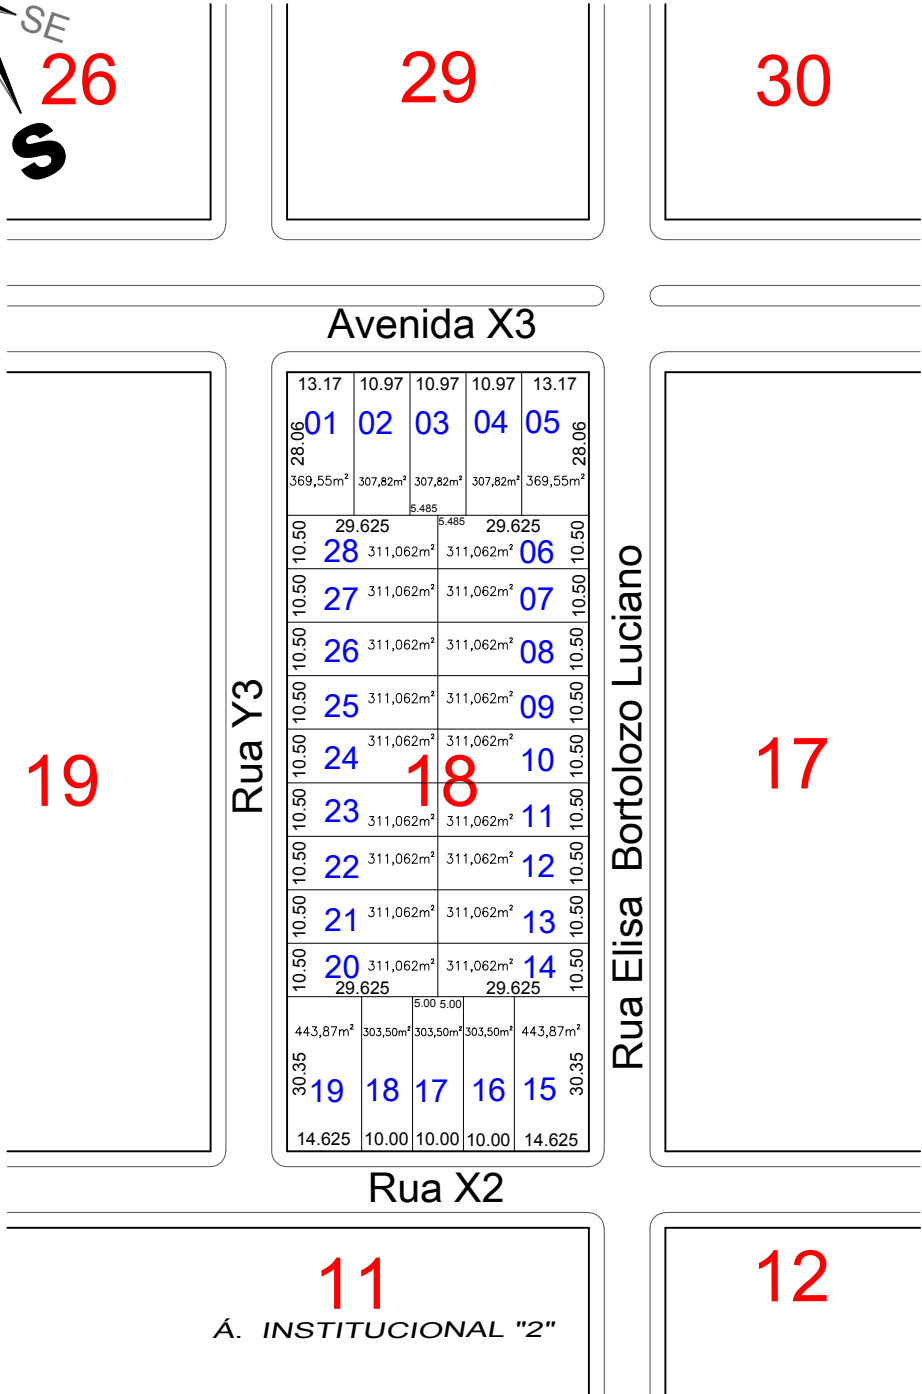 SE
S
26
29
30
Avenida X3
13.17 10.97 10.97 10.97 13.17
01 02 03 04 05
28.06 28.06
369,55m² 307,82m² 307,82m² 307,82m² 369,55m²
5.485
5.485
29.625 29.625
10.50 28 311,062m² 311,062m² 06 10.50
10.50 27 311,062m² 311,062m² 07 10.50
10.50 26 311,062m² 311,062m² 08 10.50
10.50 25 311,062m² 311,062m² 09 10.50
10.50 24 311,062m² 311,062m² 10 10.50
19
Rua Y3
18
Rua Elisa Bortolozo Luciano
17
10.50 23 311,062m² 311,062m² 11 10.50
10.50 22 311,062m² 311,062m² 12 10.50
10.50 21 311,062m² 311,062m² 13 10.50
10.50 20 311,062m² 311,062m² 14 10.50
29.625 29.625
5.00 5.00
443,87m² 303,50m² 303,50m² 303,50m² 443,87m²
30.35 30.35
19 18 17 16 15
14.625 10.00 10.00 10.00 14.625
Rua X2
11
Á. INSTITUCIONAL "2"
12